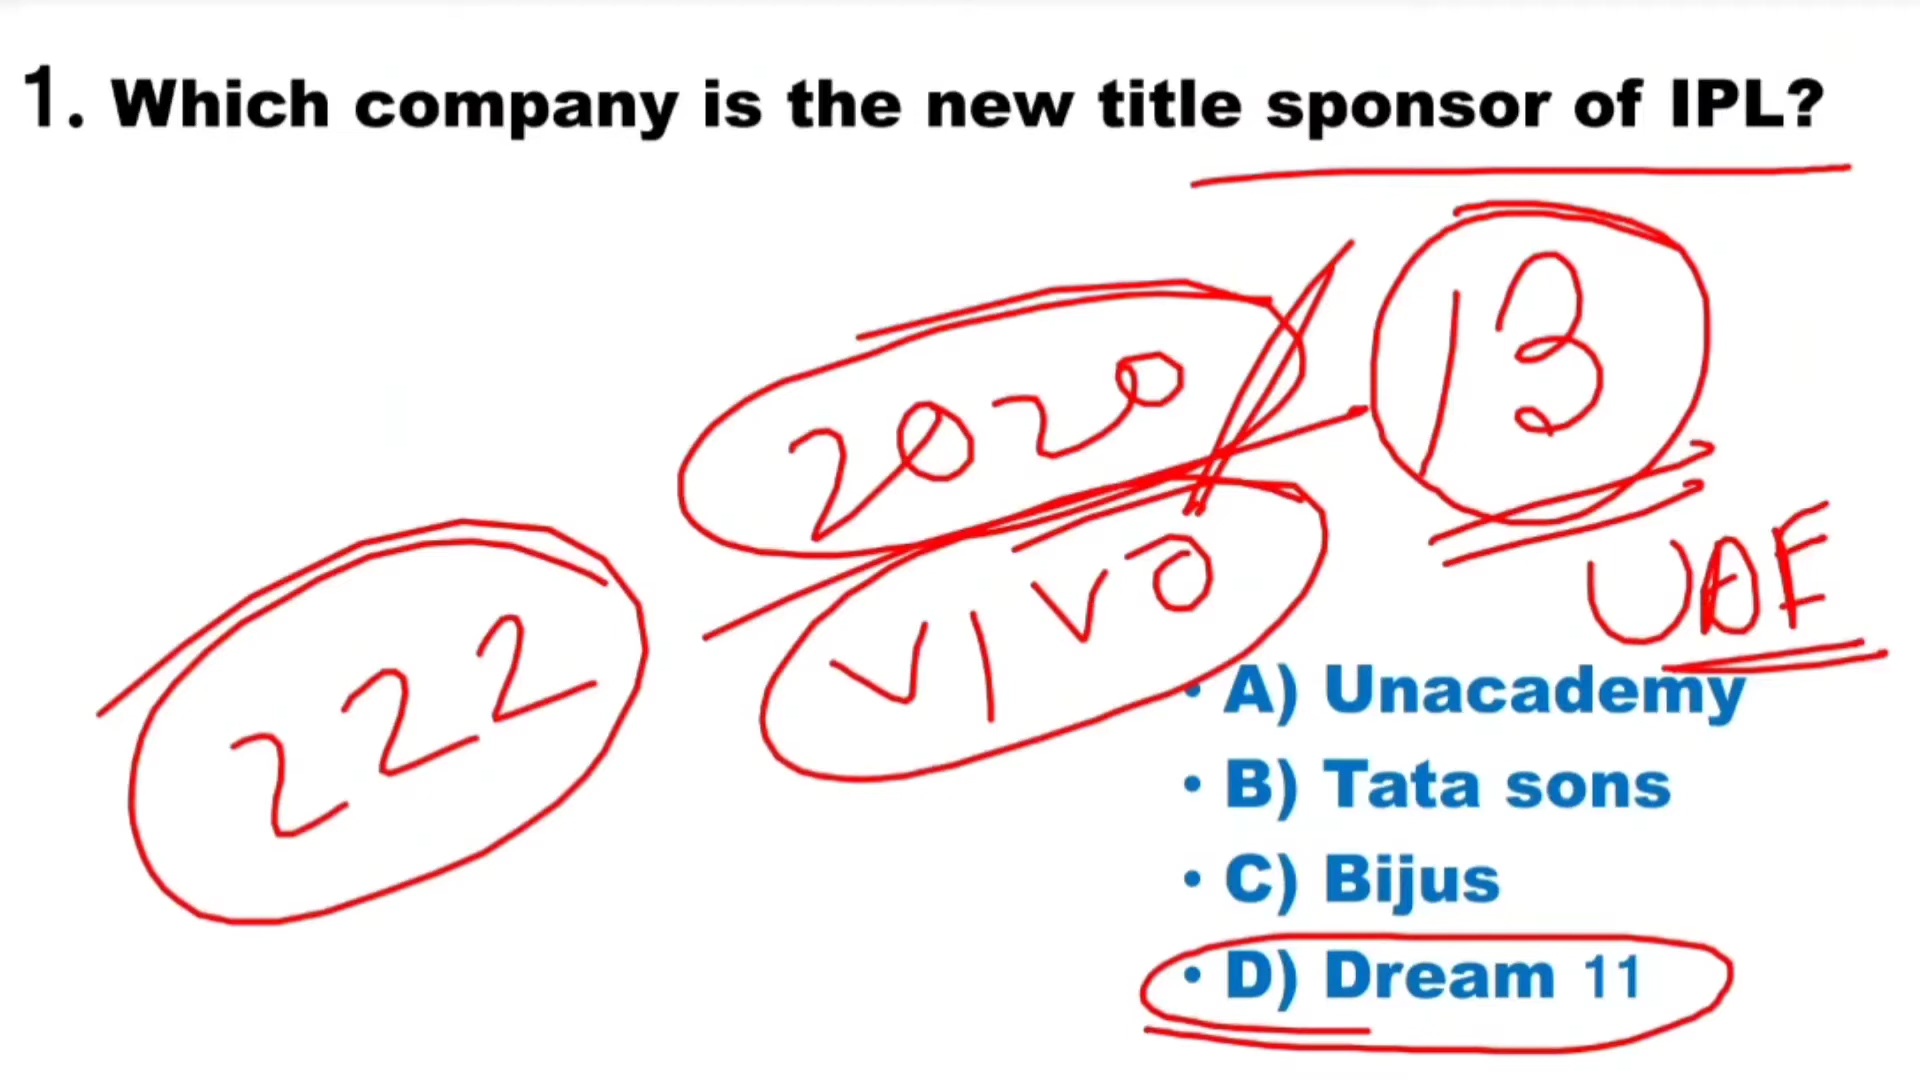 1. Which company is the new title sponsor of IPL?
13
2020
UAE
VIVO
222
• A) Unacademy
• B) Tata sons
• C) Bijus
• D) Dream 11